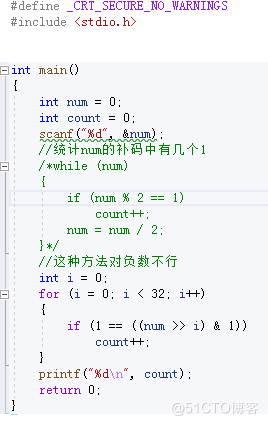 #define _CRT_SECURE_NO_WARNINGS
#include <stdio.h>
int main()
{
int num = 0;
int count = 0;
scanf("%d", &num);
//统计num的补码中有几个1
/*while (num)
{
if (num % 2 == 1)
count++;
num = num / 2;
}*/
//这种方法对负数不行
int i = 0;
for (i = 0; i < 32; i++)
{
if (1 == ((num >> i) & 1))
count++;
}
printf("%d\n", count);
return 0;
}
@51CTO博客